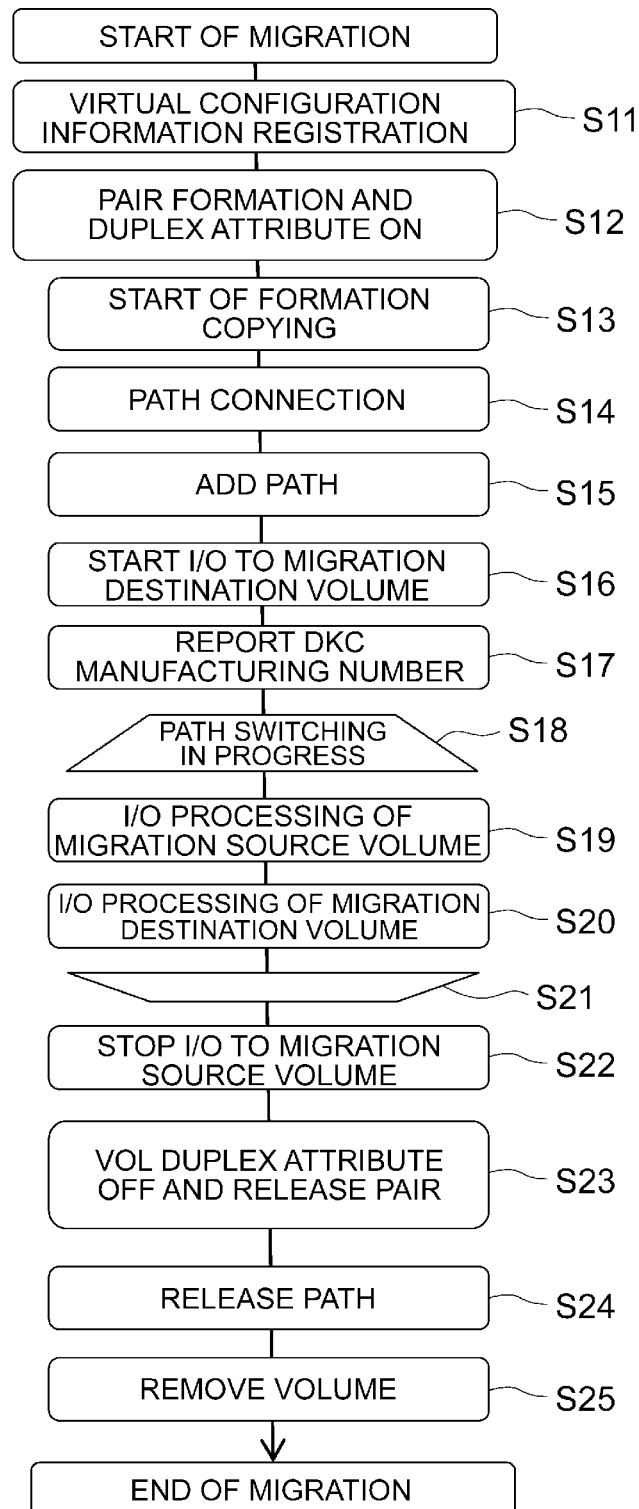 START OF MIGRATION
VIRTUAL CONFIGURATION
INFORMATION REGISTRATION
S11
PAIR FORMATION AND
DUPLEX ATTRIBUTE ON
S12
START OF FORMATION
COPYING
S13
PATH CONNECTION
S14
ADD PATH
S15
START I/O TO MIGRATION
DESTINATION VOLUME
S16
REPORT DKC
MANUFACTURING NUMBER
S17
PATH SWITCHING
IN PROGRESS
S18
I/O PROCESSING OF
MIGRATION SOURCE VOLUME
S19
I/O PROCESSING OF MIGRATION
DESTINATION VOLUME
S20
S21
STOP I/O TO MIGRATION
SOURCE VOLUME
S22
VOL DUPLEX ATTRIBUTE
OFF AND RELEASE PAIR
S23
RELEASE PATH
S24
REMOVE VOLUME
S25
END OF MIGRATION